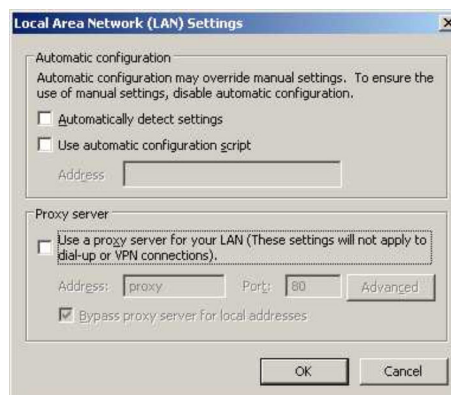 Local Area Network (LAN) Settings
Automatic configuration
Automatic configuration may override manual settings. To ensure the
use of manual settings, disable automatic configuration.
Automatically detect settings
Use automatic configuration script
Address
Proxy server
Use a proxy server for your LAN (These settings will not apply to
dial-up or VPN connections).
Address: proxy Port: 80 Advanced
Bypass proxy server for local addresses
OK Cancel